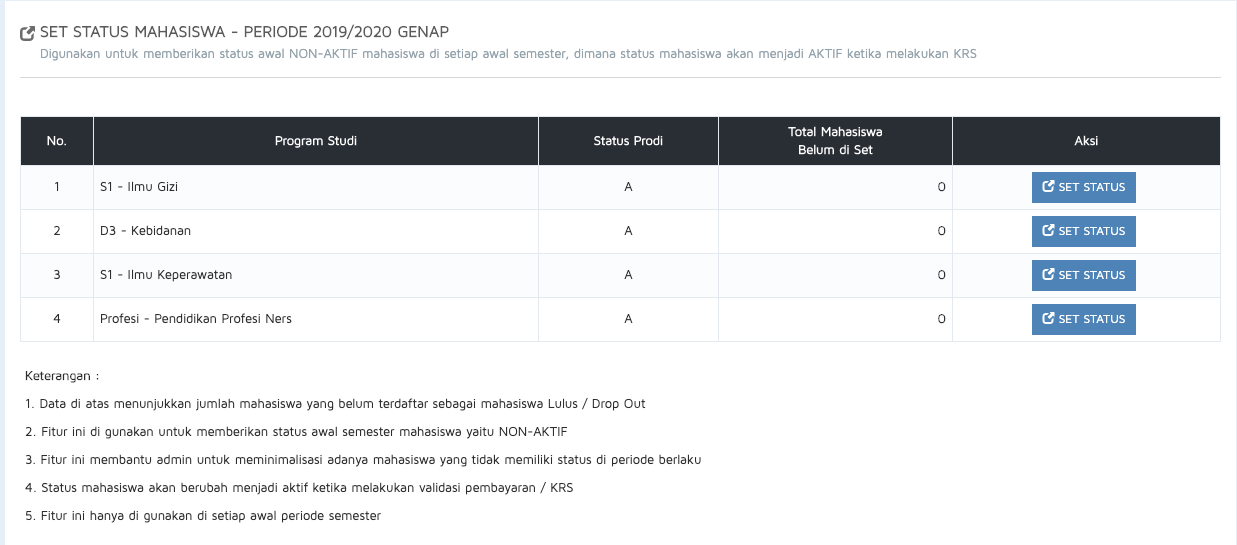 SET STATUS MAHASISWA - PERIODE 2019/2020 GENAP
Digunakan untuk memberikan status awal NON-AKTIF mahasiswa di setiap awal semester, dimana status mahasiswa akan menjadi AKTIF ketika melakukan KRS
No. Program Studi Status Prodi Total Mahasiswa Belum di Set Aksi
1 S1 - Ilmu Gizi A 0 SET STATUS
2 D3 - Kebidanan A 0 SET STATUS
3 S1 - Ilmu Keperawatan A 0 SET STATUS
4 Profesi - Pendidikan Profesi Ners A 0 SET STATUS
Keterangan :
1. Data di atas menunjukkan jumlah mahasiswa yang belum terdaftar sebagai mahasiswa Lulus / Drop Out
2. Fitur ini di gunakan untuk memberikan status awal semester mahasiswa yaitu NON-AKTIF
3. Fitur ini membantu admin untuk meminimalisasi adanya mahasiswa yang tidak memiliki status di periode berlaku
4. Status mahasiswa akan berubah menjadi aktif ketika melakukan validasi pembayaran / KRS
5. Fitur ini hanya di gunakan di setiap awal periode semester